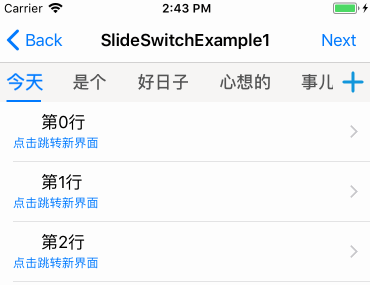 Carrier 2:43 PM
Back SlideSwitchExample1 Next
今天 是个 好日子 心想的 事儿
第0行
点击跳转新界面
第1行
点击跳转新界面
第2行
点击跳转新界面